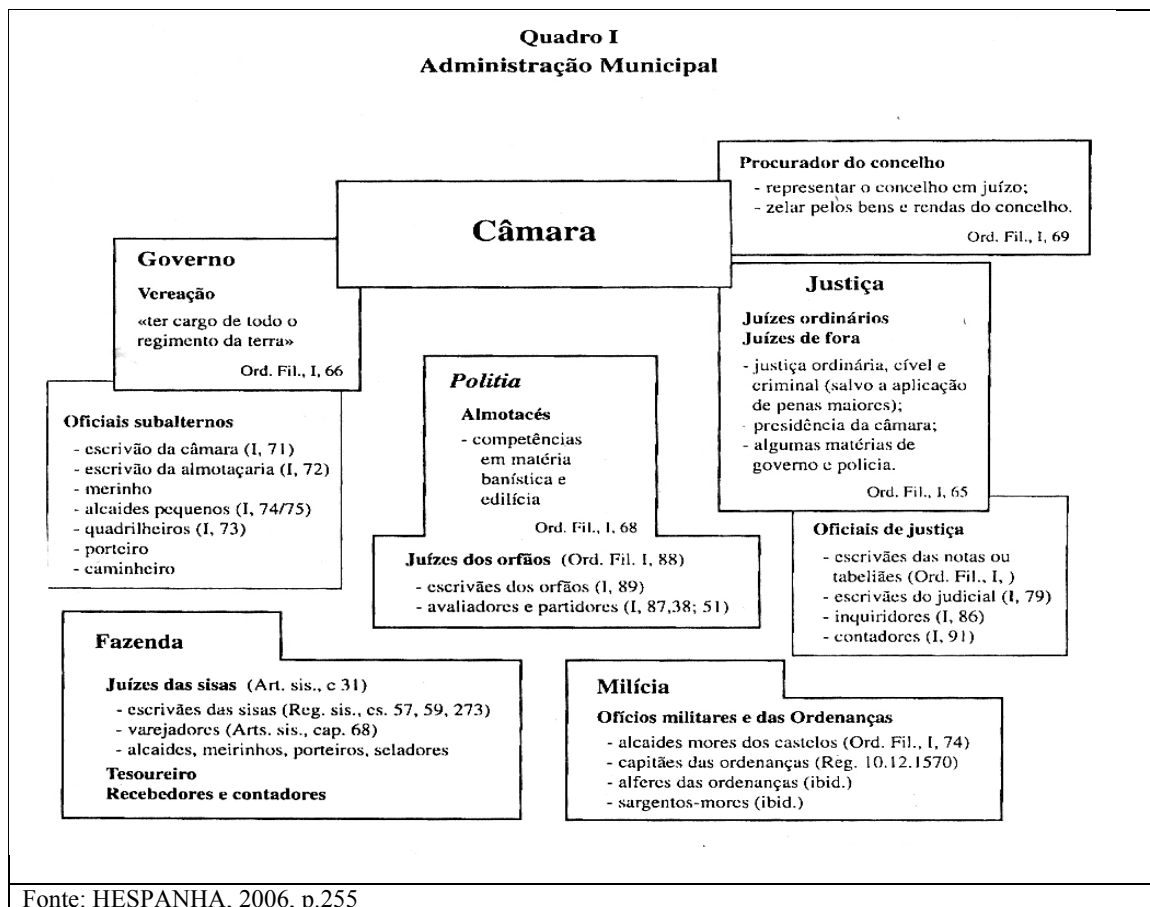 Quadro I
Administração Municipal
Câmara
Procurador do concelho
- representar o concelho em juízo;
- zelar pelos bens e rendas do concelho.
Ord. Fil., I, 69
Governo
Vereação
«ter cargo de todo o
regimento da terra»
Ord. Fil., I, 66
Oficiais subalternos
- escrivão da câmara (I, 71)
- escrivão da almotaçaria (I, 72)
- merinho
- alcaides pequenos (I, 74/75)
- quadrilheiros (I, 73)
- porteiro
- caminheiro
Politia
Almotacés
- competências
em matéria
banística e
edilícia
Ord. Fil., I, 68
Juízes dos orfãos (Ord. Fil. I, 88)
- escrivães dos orfãos (I, 89)
- avaliadores e partidores (I, 87,38; 51)
Justiça
Juízes ordinários
Juízes de fora
- justiça ordinária, cível e
criminal (salvo a aplicação
de penas maiores);
- presidência da câmara;
- algumas matérias de
governo e policia.
Ord. Fil., I, 65
Oficiais de justiça
- escrivães das notas ou
tabeliães (Ord. Fil., I, )
- escrivães do judicial (I, 79)
- inquiridores (I, 86)
- contadores (I, 91)
Fazenda
Juízes das sisas (Art. sis., c 31)
- escrivães das sisas (Reg. sis., cs. 57, 59, 273)
- varejadores (Arts. sis., cap. 68)
- alcaides, meirinhos, porteiros, seladores
Tesoureiro
Recebedores e contadores
Milícia
Ofícios militares e das Ordenanças
- alcaides mores dos castelos (Ord. Fil., I, 74)
- capitães das ordenanças (Reg. 10.12.1570)
- alferes das ordenanças (ibid.)
- sargentos-mores (ibid.)
Fonte: HESPANHA, 2006, p.255